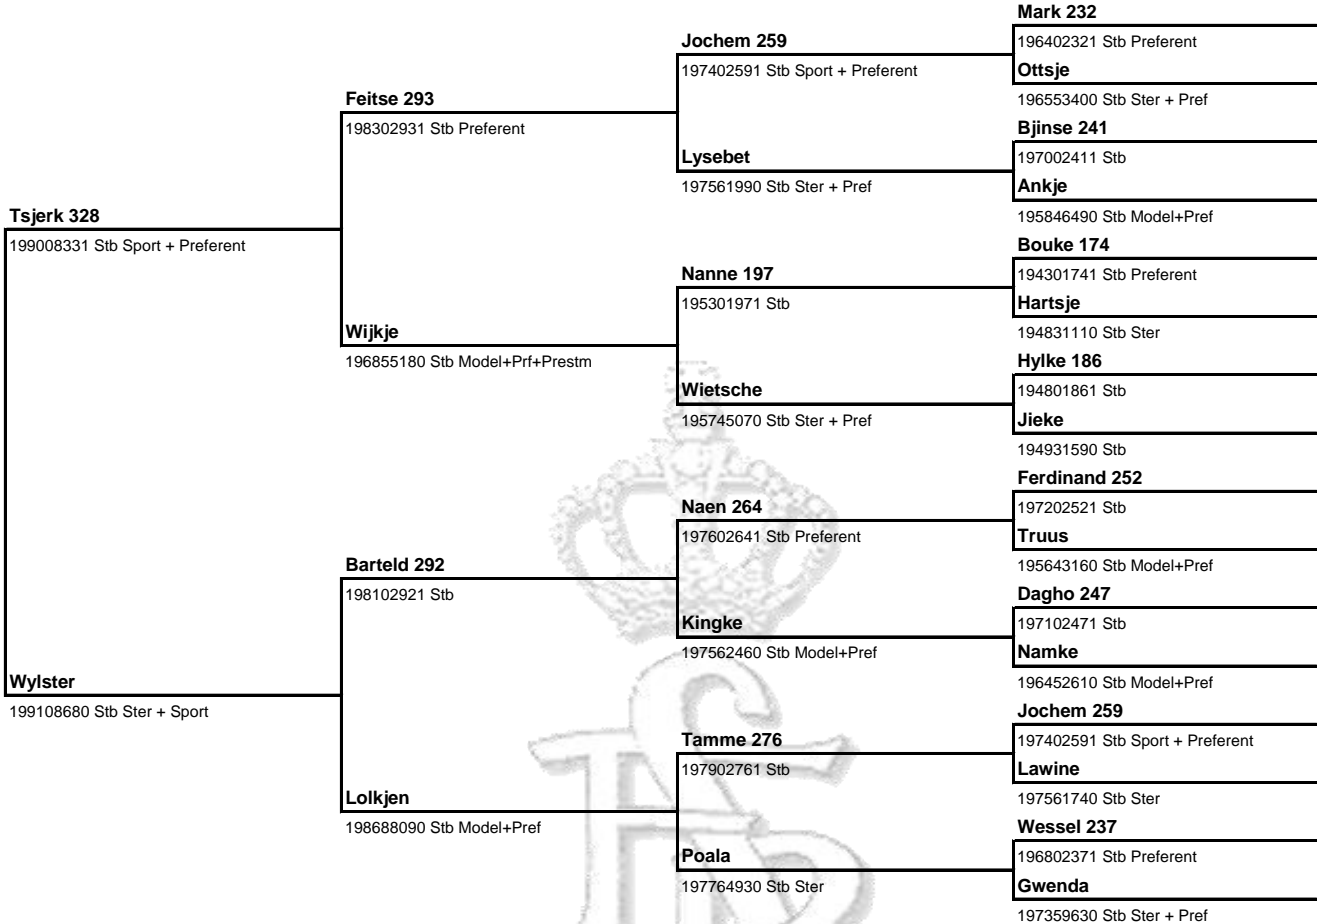 Mark 232
Jochem 259
196402321 Stb Preferent
197402591 Stb Sport + Preferent
Ottsje
Feitse 293
196553400 Stb Ster + Pref
198302931 Stb Preferent
Bjinse 241
Lysebet
197002411 Stb
197561990 Stb Ster + Pref
Ankje
Tsjerk 328
195846490 Stb Model+Pref
199008331 Stb Sport + Preferent
Bouke 174
Nanne 197
194301741 Stb Preferent
195301971 Stb
Hartsje
Wijkje
194831110 Stb Ster
196855180 Stb Model+Prf+Prestm
Hylke 186
Wietsche
194801861 Stb
195745070 Stb Ster + Pref
Jieke
194931590 Stb
Ferdinand 252
Naen 264
197202521 Stb
197602641 Stb Preferent
Truus
Barteld 292
195643160 Stb Model+Pref
198102921 Stb
Dagho 247
Kingke
197102471 Stb
197562460 Stb Model+Pref
Namke
Wylster
196452610 Stb Model+Pref
199108680 Stb Ster + Sport
Jochem 259
Tamme 276
197402591 Stb Sport + Preferent
197902761 Stb
Lawine
Lolkjen
197561740 Stb Ster
198688090 Stb Model+Pref
Wessel 237
Poala
196802371 Stb Preferent
197764930 Stb Ster
Gwenda
197359630 Stb Ster + Pref